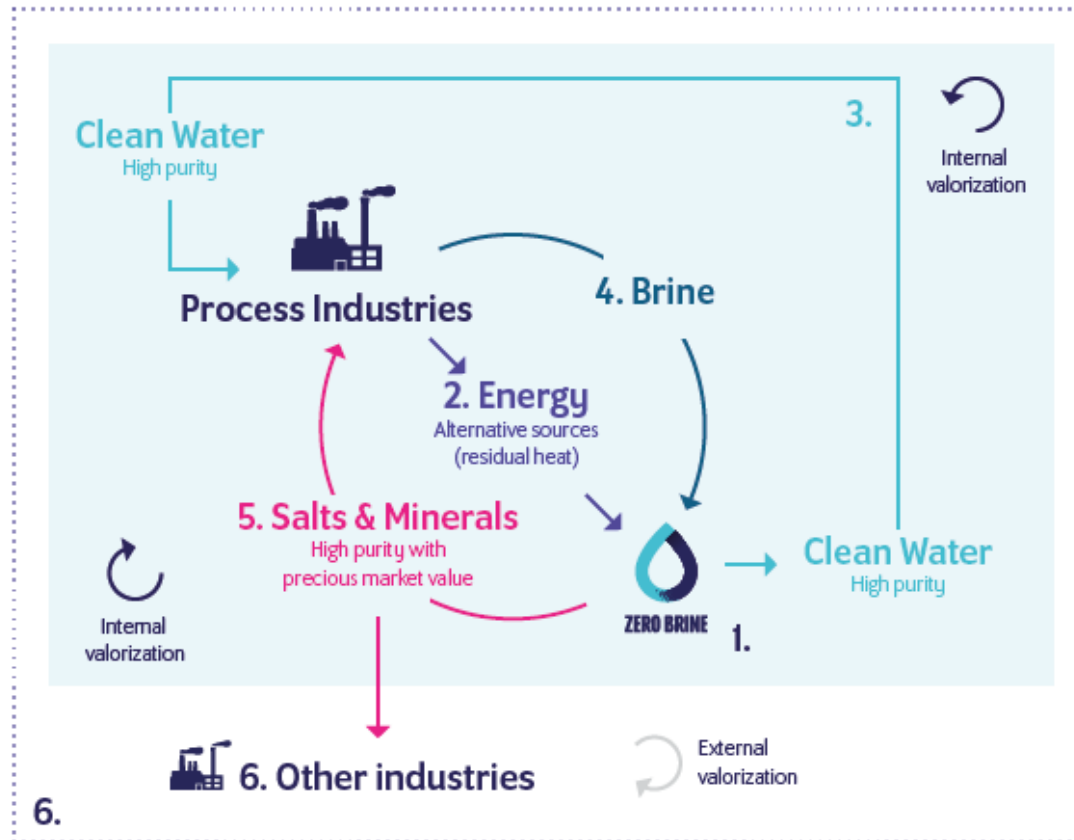 Clean Water
High purity
3.
Internal
valorization
Process Industries
4. Brine
2. Energy
Alternative sources
(residual heat)
5. Salts & Minerals
High purity with
precious market value
Clean Water
High purity
ZERO BRINE
1.
Internal
valorization
6. Other industries
External
valorization
6.